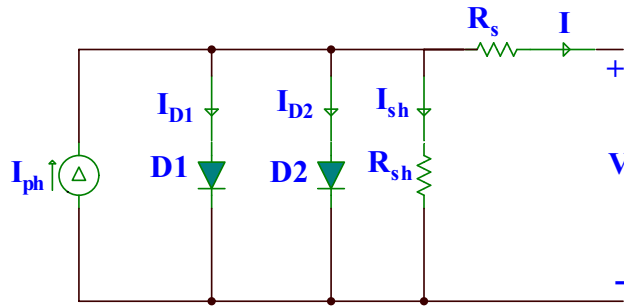 Rs I
+
ID1 ID2 Ish
Iph D1 D2 Rsh V
-